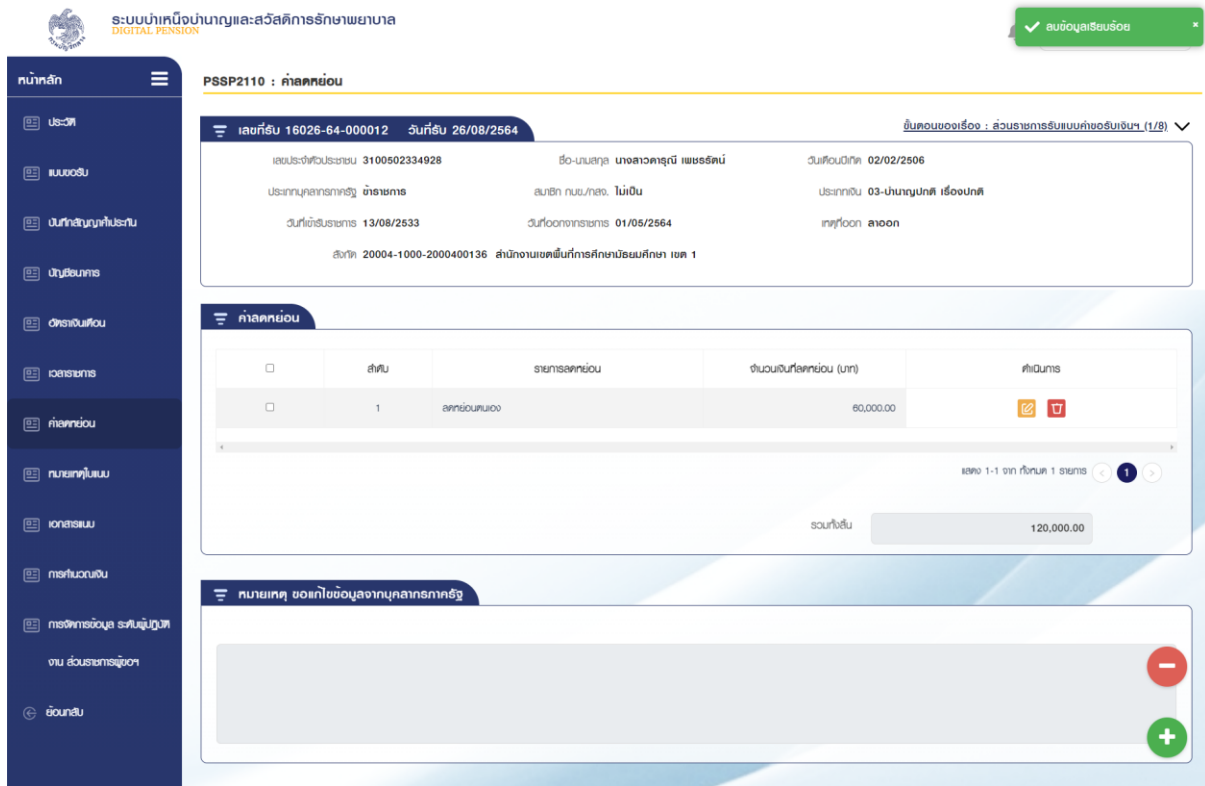 ระบบบำเหน็จบำนาญและสวัสดิการรักษาพยาบาล
DIGITAL PENSION
ลบข้อมูลเรียบร้อย ×
หน้าหลัก
PSSP2110 : ค่าลดหย่อน
ประวัติ
แบบขอรับ
บันทึกสัญญาค้ำประกัน
บัญชีธนาคาร
อัตราเงินเดือน
เวลาราชการ
ค่าลดหย่อน
หมายเหตุในแบบ
เอกสารแนบ
การคำนวณเงิน
การจัดการข้อมูล ระดับผู้ปฏิบัติ
งาน ส่วนราชการผู้ขอฯ
ย้อนกลับ
เลขที่รับ 16026-64-000012 วันที่รับ 26/08/2564
ขั้นตอนของเรื่อง : ส่วนราชการรับแบบคำขอรับเงินฯ (1/8)
เลขประจำตัวประชาชน 3100502334928 ชื่อ-นามสกุล นางสาวดารุณี เพชรรัตน์ วันเดือนปีเกิด 02/02/2506
ประเภทบุคลากรภาครัฐ ข้าราชการ สมาชิก กบข./กสจ. ไม่เป็น ประเภทเงิน 03-บำนาญปกติ เรื่องปกติ
วันที่เข้ารับราชการ 13/08/2533 วันที่ออกจากราชการ 01/05/2564 เหตุที่ออก ลาออก
สังกัด 20004-1000-2000400136 สำนักงานเขตพื้นที่การศึกษามัธยมศึกษา เขต 1
ค่าลดหย่อน
ลำดับ รายการลดหย่อน จำนวนเงินที่ลดหย่อน (บาท) ดำเนินการ
1 ลดหย่อนตนเอง 60,000.00
แสดง 1-1 จาก ทั้งหมด 1 รายการ < 1 >
รวมทั้งสิ้น 120,000.00
หมายเหตุ ขอแก้ไขข้อมูลจากบุคลากรภาครัฐ